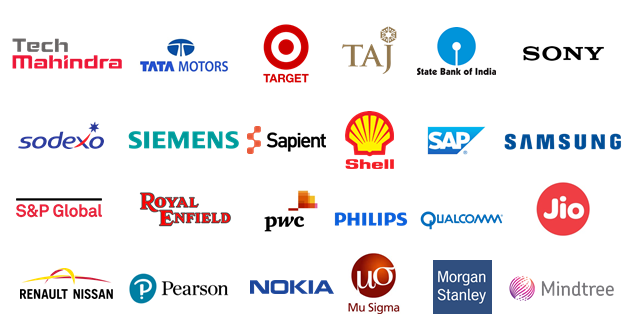 Tech
Mahindra
TATA MOTORS
TARGET
TAJ
State Bank of India
SONY
sodexo
SIEMENS
Sapient
Shell
SAP
SAMSUNG
S&P Global
ROYAL
ENFIELD
pwc
PHILIPS
QUALCOMM
Jio
RENAULT NISSAN
P
Pearson
NOKIA
μσ
Mu Sigma
Morgan
Stanley
Mindtree